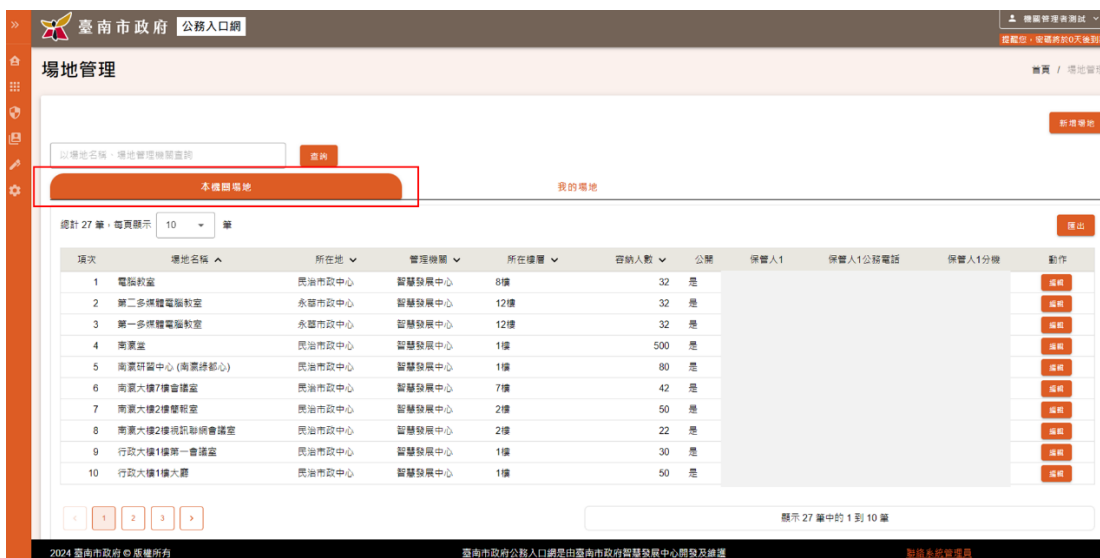 臺南市政府 公務入口網
機關管理者測試
提醒您，密碼將於0天後到
場地管理
首頁 / 場地管理
新增場地
以場地名稱、場地管理機關查詢 查詢
本機關場地 我的場地
總計 27 筆，每頁顯示 10 筆 匯出
項次 場地名稱 所在地 管理機關 所在樓層 容納人數 公開 保管人1 保管人1公務電話 保管人1分機 動作
1 電腦教室 民治市政中心 智慧發展中心 8樓 32 是 編輯
2 第二多媒體電腦教室 永華市政中心 智慧發展中心 12樓 32 是 編輯
3 第一多媒體電腦教室 永華市政中心 智慧發展中心 12樓 32 是 編輯
4 南瀛堂 民治市政中心 智慧發展中心 1樓 500 是 編輯
5 南瀛研習中心 (南瀛綠都心) 民治市政中心 智慧發展中心 1樓 80 是 編輯
6 南瀛大樓7樓會議室 民治市政中心 智慧發展中心 7樓 42 是 編輯
7 南瀛大樓2樓簡報室 民治市政中心 智慧發展中心 2樓 50 是 編輯
8 南瀛大樓2樓視訊聯網會議室 民治市政中心 智慧發展中心 2樓 22 是 編輯
9 行政大樓1樓第一會議室 民治市政中心 智慧發展中心 1樓 30 是 編輯
10 行政大樓1樓大廳 民治市政中心 智慧發展中心 1樓 50 是 編輯
1 2 3 顯示 27 筆中的 1 到 10 筆
2024 臺南市政府 © 版權所有 臺南市政府公務入口網是由臺南市政府智慧發展中心開發及維護 聯絡系統管理員